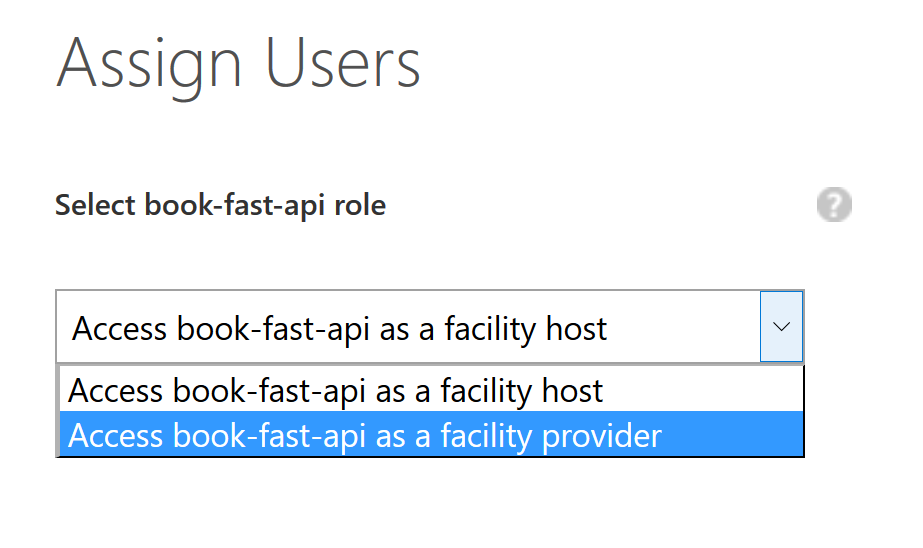 Assign Users
Select book-fast-api role
?
Access book-fast-api as a facility host
Access book-fast-api as a facility host
Access book-fast-api as a facility provider